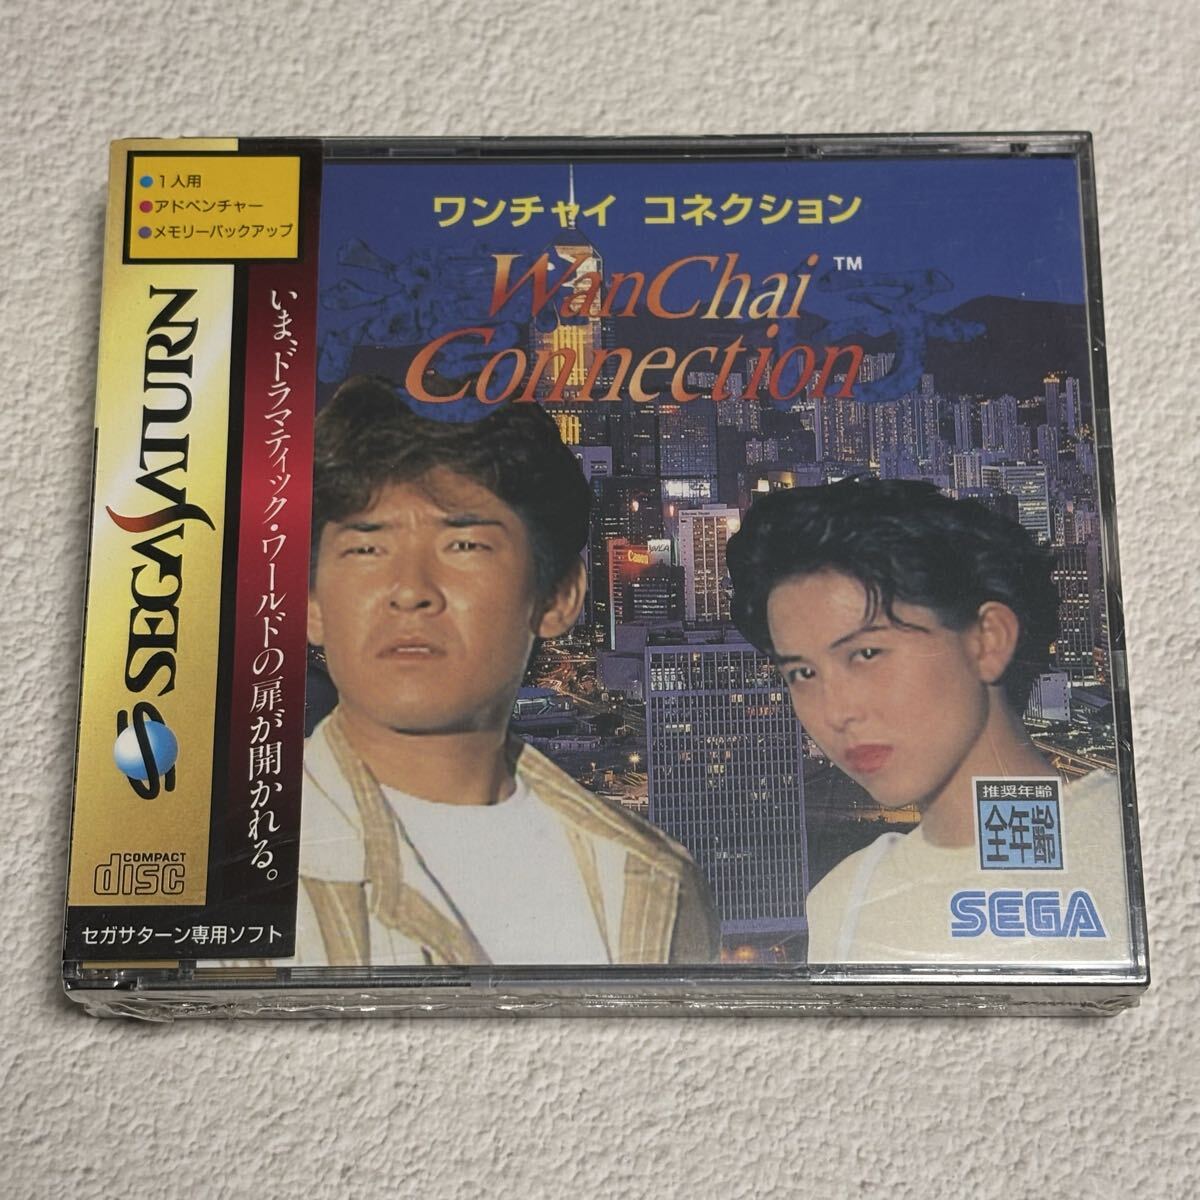 1人用
アドベンチャー
メモリーバックアップ
SEGA SATURN
いま、ドラマティック・ワールドの扉が開かれる。
COMPACT
disc
セガサターン専用ソフト
ワンチャイ コネクション
WanChai™
Connection
Canon
推奨年齢
全年齢
SEGA